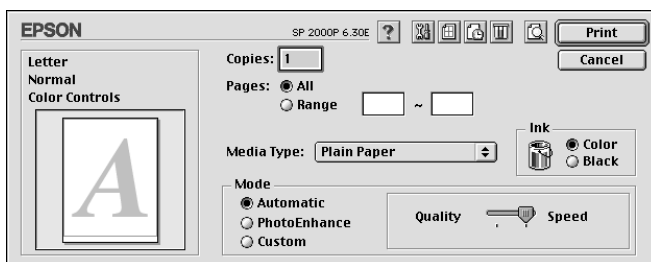 EPSON
SP 2000P 6.30E
?
Print
Cancel
Letter
Normal
Color Controls
A
Copies: 1
Pages: All
Range ~
Media Type: Plain Paper
Ink
Color
Black
Mode
Automatic
PhotoEnhance
Custom
Quality Speed